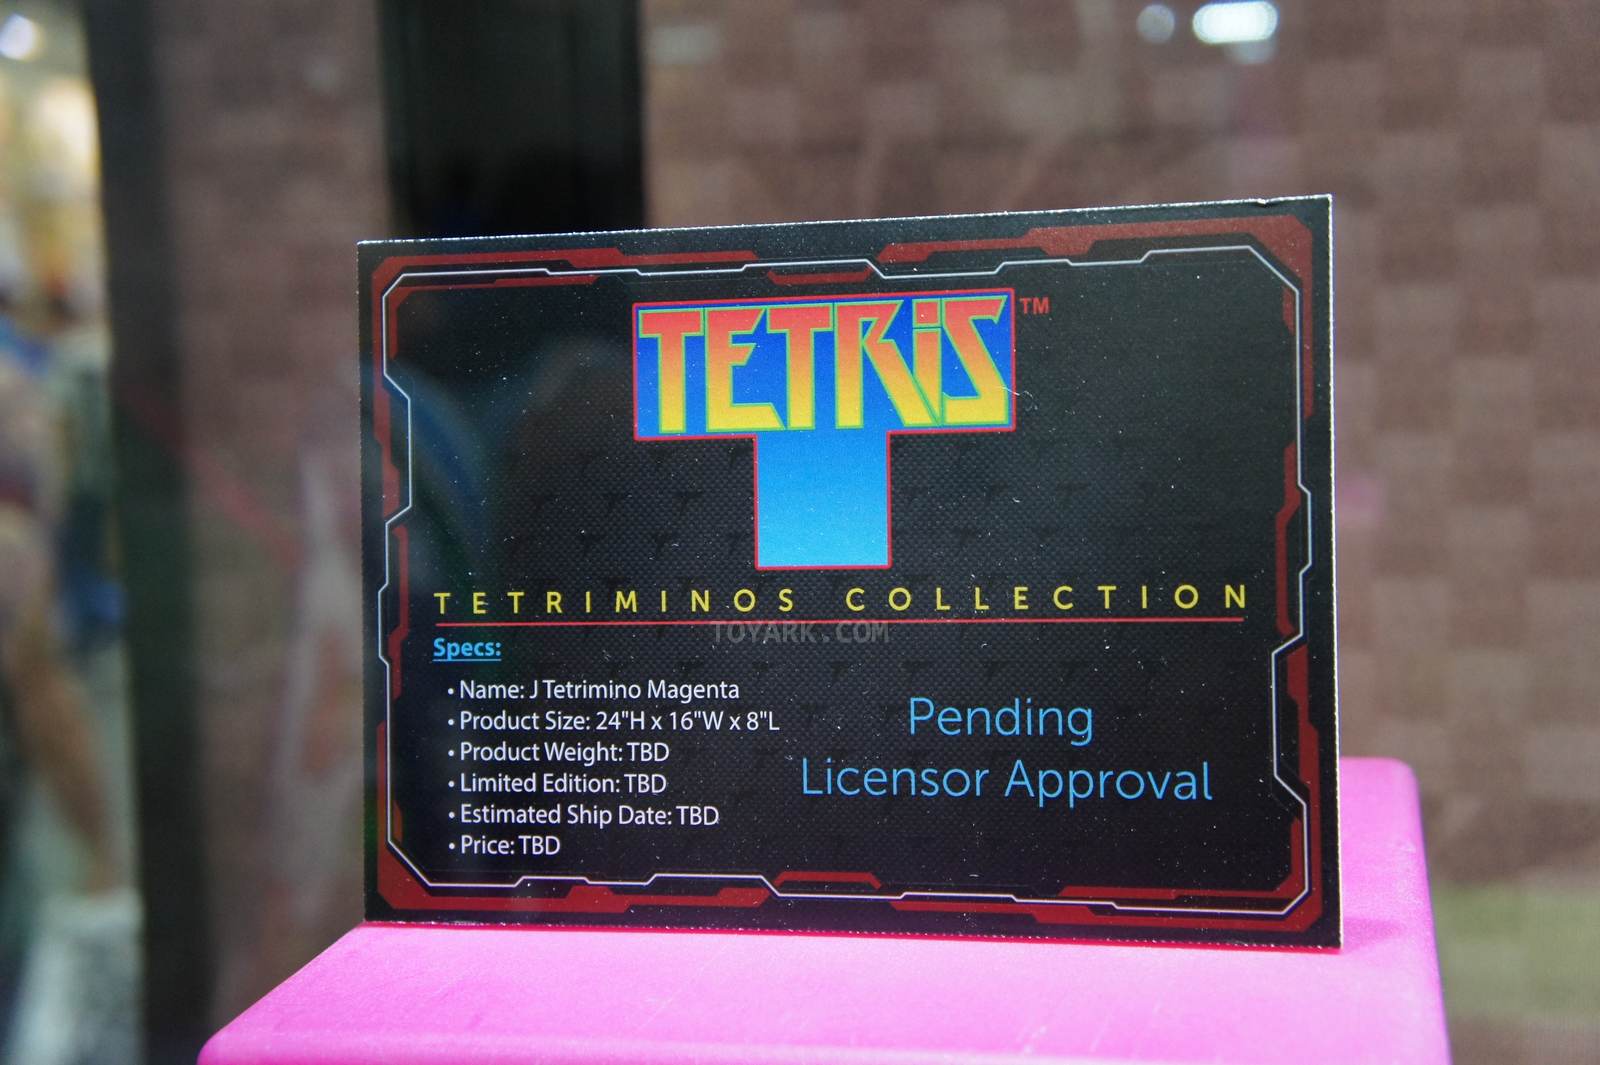 TETRiS™
TETRIMINOS COLLECTION
TOYARK.COM
Specs:
• Name: J Tetrimino Magenta
• Product Size: 24"H x 16"W x 8"L
• Product Weight: TBD
• Limited Edition: TBD
• Estimated Ship Date: TBD
• Price: TBD
Pending
Licensor Approval